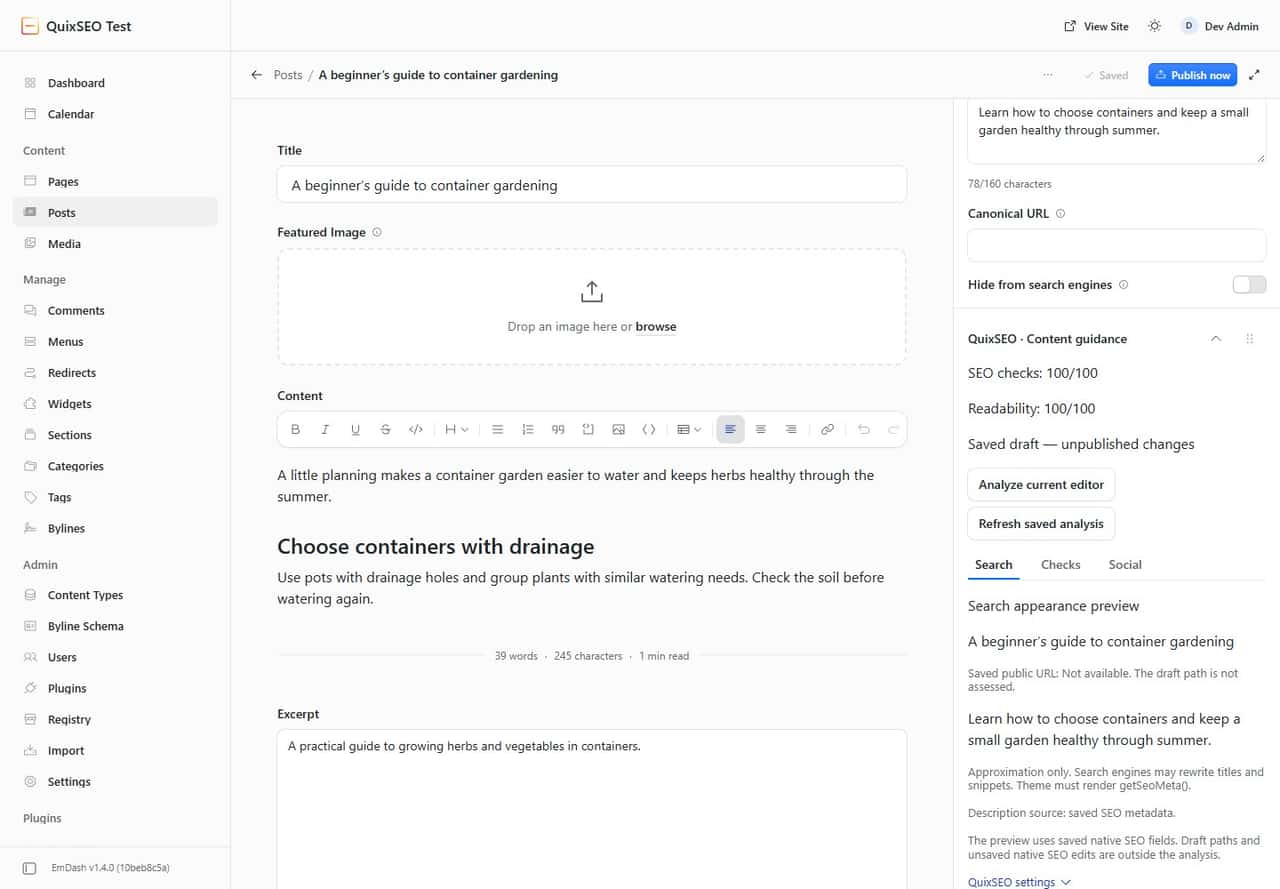 QuixSEO Test
View Site
D Dev Admin
Dashboard
Calendar
Content
Pages
Posts
Media
Manage
Comments
Menus
Redirects
Widgets
Sections
Categories
Tags
Bylines
Admin
Content Types
Byline Schema
Users
Plugins
Registry
Import
Settings
Plugins
EmDash v1.4.0 (10beb8c5a)
Posts / A beginner's guide to container gardening
Saved
Publish now
Title
A beginner's guide to container gardening
Featured Image
Drop an image here or browse
Content
A little planning makes a container garden easier to water and keeps herbs healthy through the
summer.
Choose containers with drainage
Use pots with drainage holes and group plants with similar watering needs. Check the soil before
watering again.
39 words · 245 characters · 1 min read
Excerpt
A practical guide to growing herbs and vegetables in containers.
Learn how to choose containers and keep a small
garden healthy through summer.
78/160 characters
Canonical URL
Hide from search engines
QuixSEO · Content guidance
SEO checks: 100/100
Readability: 100/100
Saved draft — unpublished changes
Analyze current editor
Refresh saved analysis
Search Checks Social
Search appearance preview
A beginner's guide to container gardening
Saved public URL: Not available. The draft path is not
assessed.
Learn how to choose containers and keep a
small garden healthy through summer.
Approximation only. Search engines may rewrite titles and
snippets. Theme must render getSeoMeta().
Description source: saved SEO metadata.
The preview uses saved native SEO fields. Draft paths and
unsaved native SEO edits are outside the analysis.
QuixSEO settings